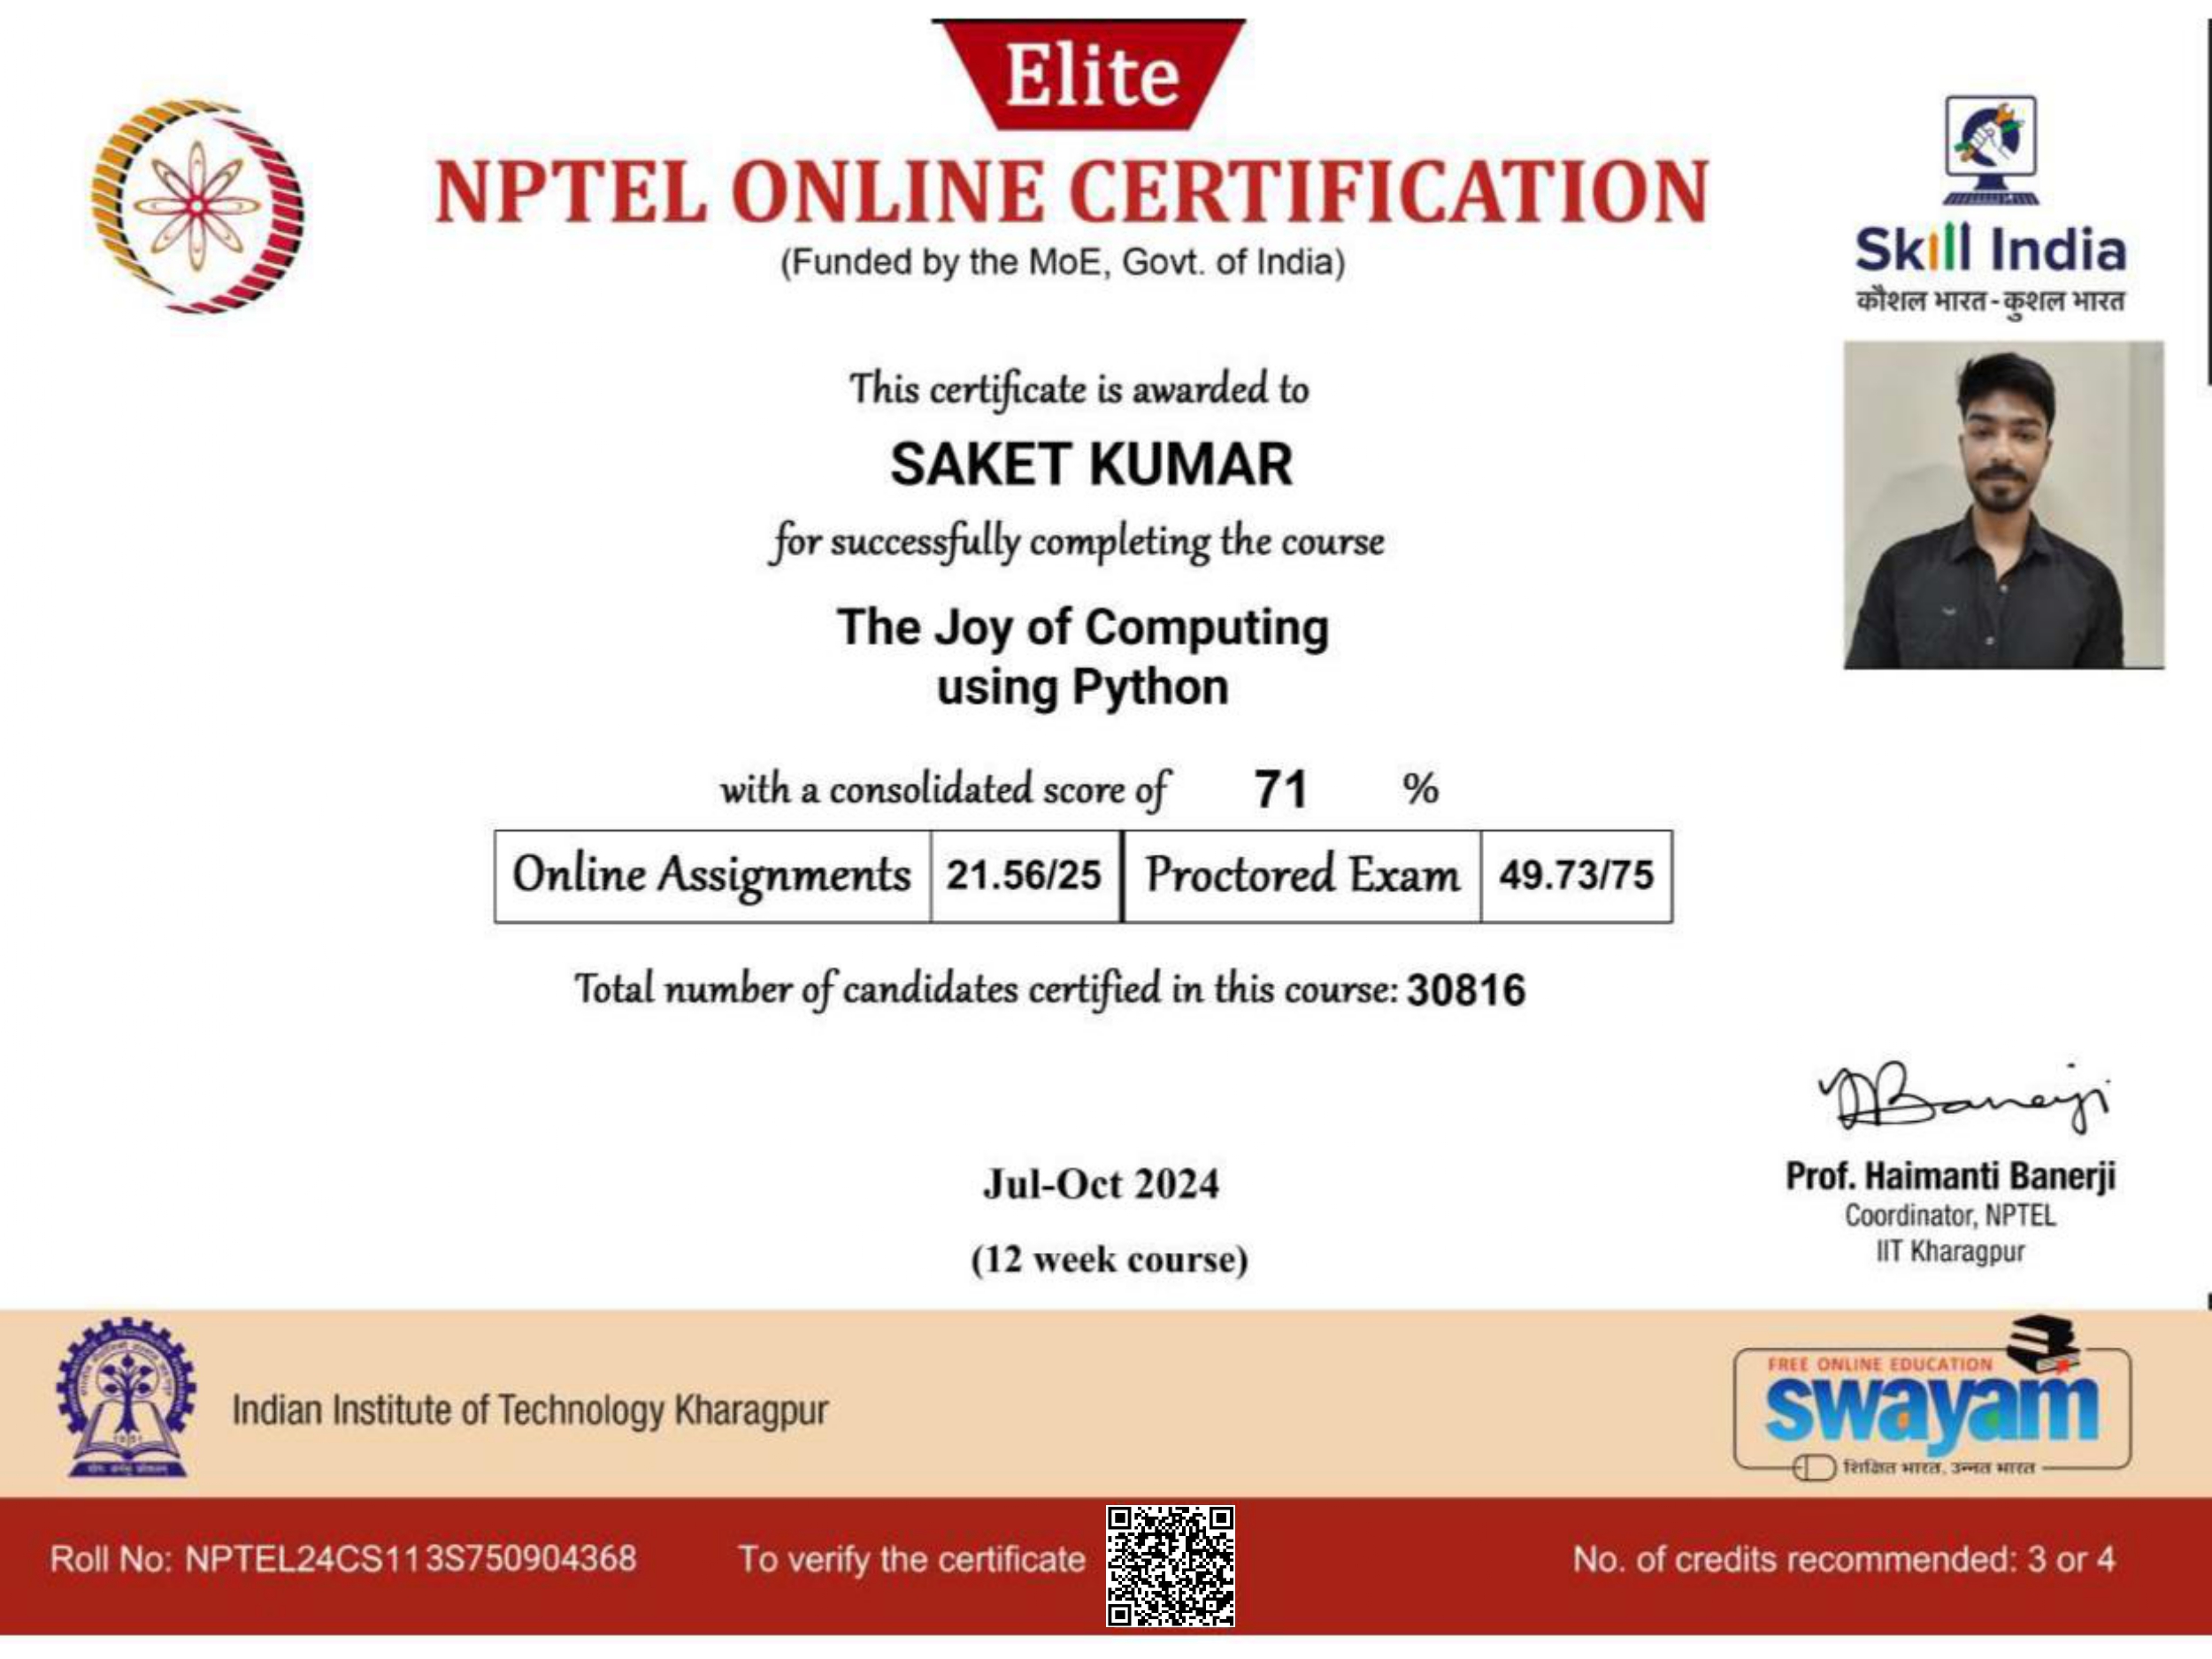 Elite
NPTEL ONLINE CERTIFICATION
(Funded by the MoE, Govt. of India)
Skill India
कौशल भारत - कुशल भारत
This certificate is awarded to
SAKET KUMAR
for successfully completing the course
The Joy of Computing
using Python
with a consolidated score of 71 %
Online Assignments 21.56/25 Proctored Exam 49.73/75
Total number of candidates certified in this course: 30816
Banerji
Prof. Haimanti Banerji
Coordinator, NPTEL
IIT Kharagpur
Jul-Oct 2024
(12 week course)
Indian Institute of Technology Kharagpur
FREE ONLINE EDUCATION
swayam
शिक्षित भारत, उन्नत भारत
Roll No: NPTEL24CS113S750904368
To verify the certificate
No. of credits recommended: 3 or 4